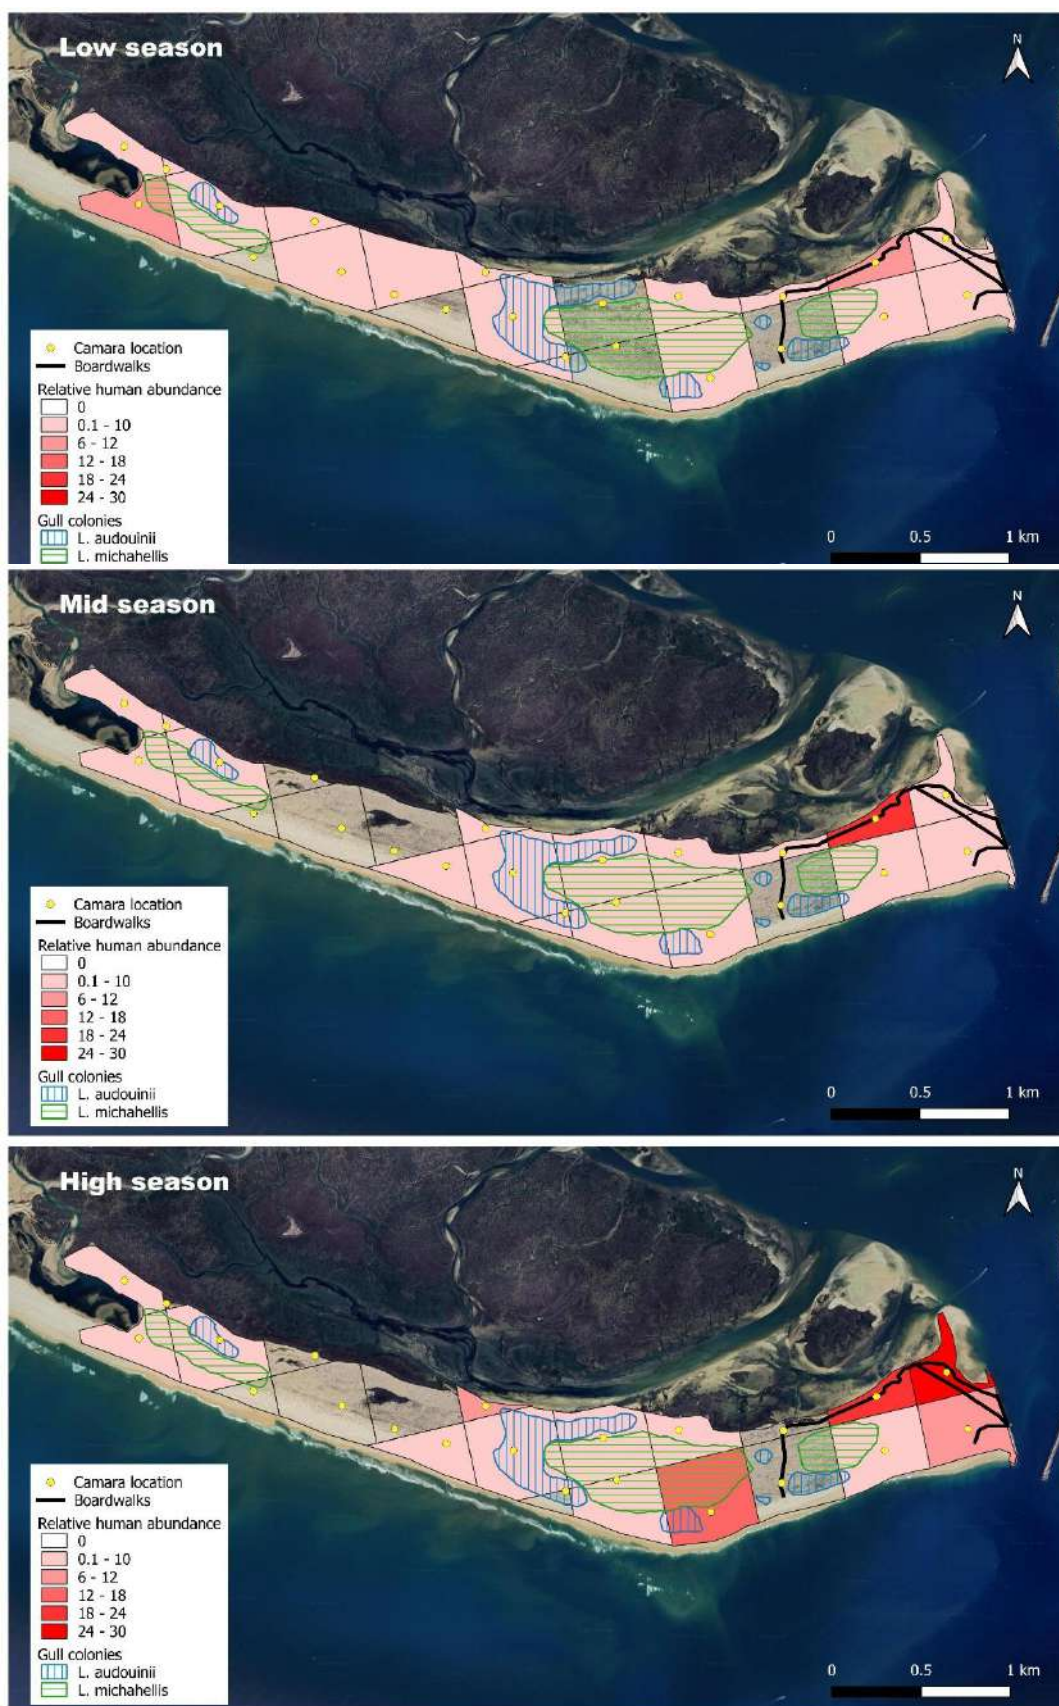 Low season
N
Camara location
Boardwalks
Relative human abundance
0
0.1 - 10
6 - 12
12 - 18
18 - 24
24 - 30
Gull colonies
L. audouinii
L. michahellis
0 0.5 1 km
Mid season
N
Camara location
Boardwalks
Relative human abundance
0
0.1 - 10
6 - 12
12 - 18
18 - 24
24 - 30
Gull colonies
L. audouinii
L. michahellis
0 0.5 1 km
High season
N
Camara location
Boardwalks
Relative human abundance
0
0.1 - 10
6 - 12
12 - 18
18 - 24
24 - 30
Gull colonies
L. audouinii
L. michahellis
0 0.5 1 km